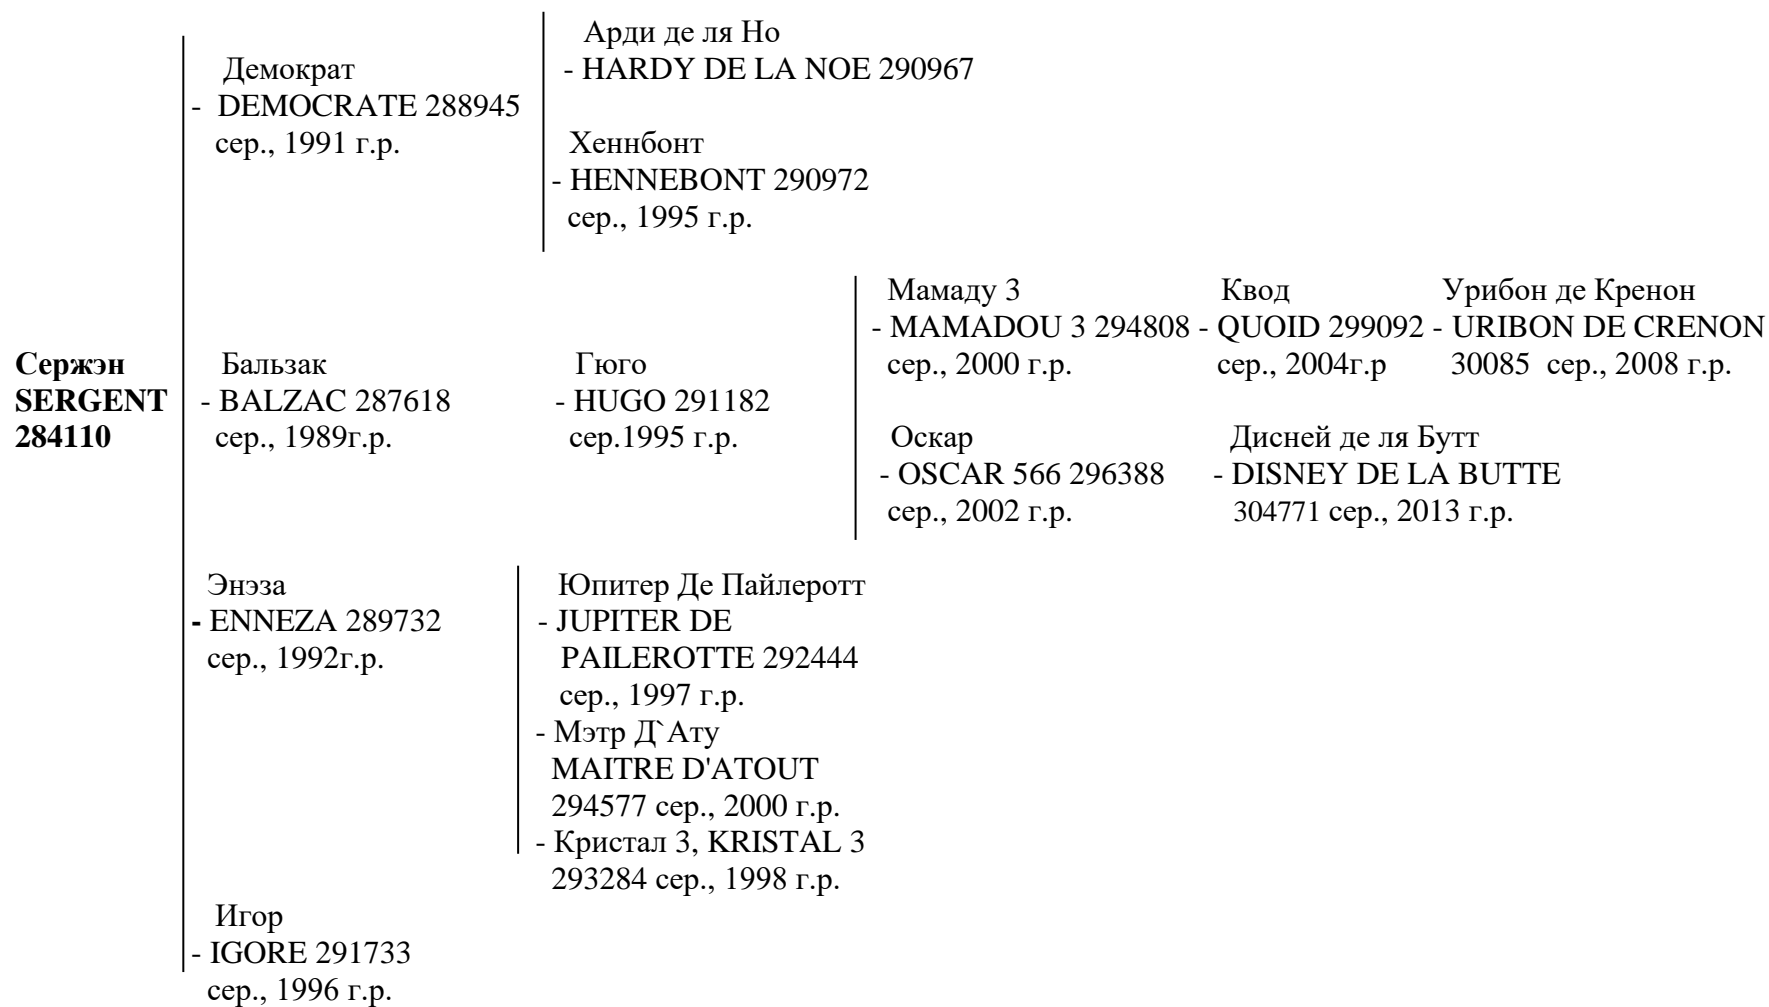 Арди де ля Но
Демократ - HARDY DE LA NOE 290967
- DEMOCRATE 288945
сер., 1991 г.р. Хеннбонт
- HENNEBONT 290972
сер., 1995 г.р.
Мамаду 3 Квод Урибон де Кренон
- MAMADOU 3 294808 - QUOID 299092 - URIBON DE CRENON
Сержэн Бальзак Гюго сер., 2000 г.р. сер., 2004г.р 30085 сер., 2008 г.р.
SERGENT - BALZAC 287618 - HUGO 291182
284110 сер., 1989г.р. сер.1995 г.р. Оскар Дисней де ля Бутт
- OSCAR 566 296388 - DISNEY DE LA BUTTE
сер., 2002 г.р. 304771 сер., 2013 г.р.
Энэза Юпитер Де Пайлеротт
- ENNEZA 289732 - JUPITER DE
сер., 1992г.р. PAILEROTTE 292444
сер., 1997 г.р.
- Мэтр Д`Ату
MAITRE D'ATOUT
294577 сер., 2000 г.р.
- Кристал 3, KRISTAL 3
293284 сер., 1998 г.р.
Игор
- IGORE 291733
сер., 1996 г.р.